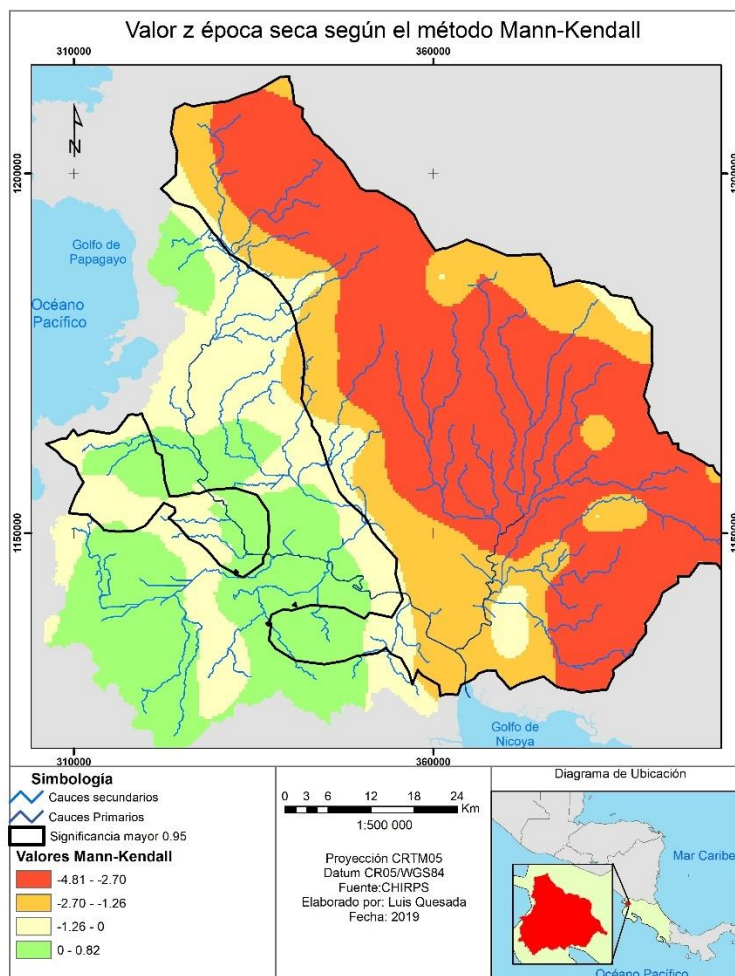 Valor z época seca según el método Mann-Kendall
310000
360000
1200000
1200000
N
Golfo de
Papagayo
Océano
Pacífico
1150000
1150000
Golfo de
Nicoya
310000
360000
Simbología
Cauces secundarios
Cauces Primarios
Significancia mayor 0.95
Valores Mann-Kendall
-4.81 - -2.70
-2.70 - -1.26
-1.26 - 0
0 - 0.82
0 3 6 12 18 24
Km
1:500 000
Proyección CRTM05
Datum CR05/WGS84
Fuente:CHIRPS
Elaborado por: Luis Quesada
Fecha: 2019
Diagrama de Ubicación
Mar Caribe
Océano Pacífico